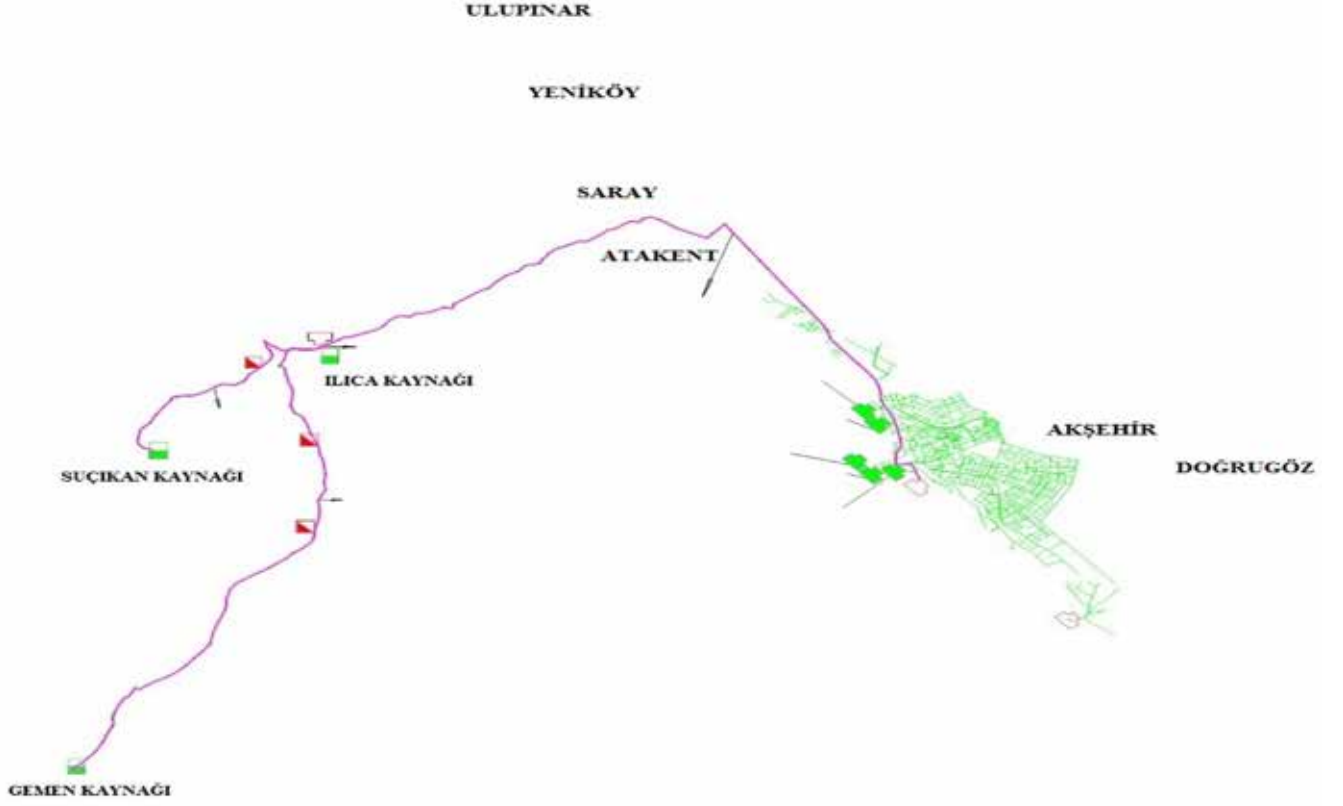 ULUPINAR
YENİKÖY
SARAY
ATAKENT
ILICA KAYNAĞI
AKŞEHİR
DOĞRUGÖZ
SUÇIKAN KAYNAĞI
GEMEN KAYNAĞI